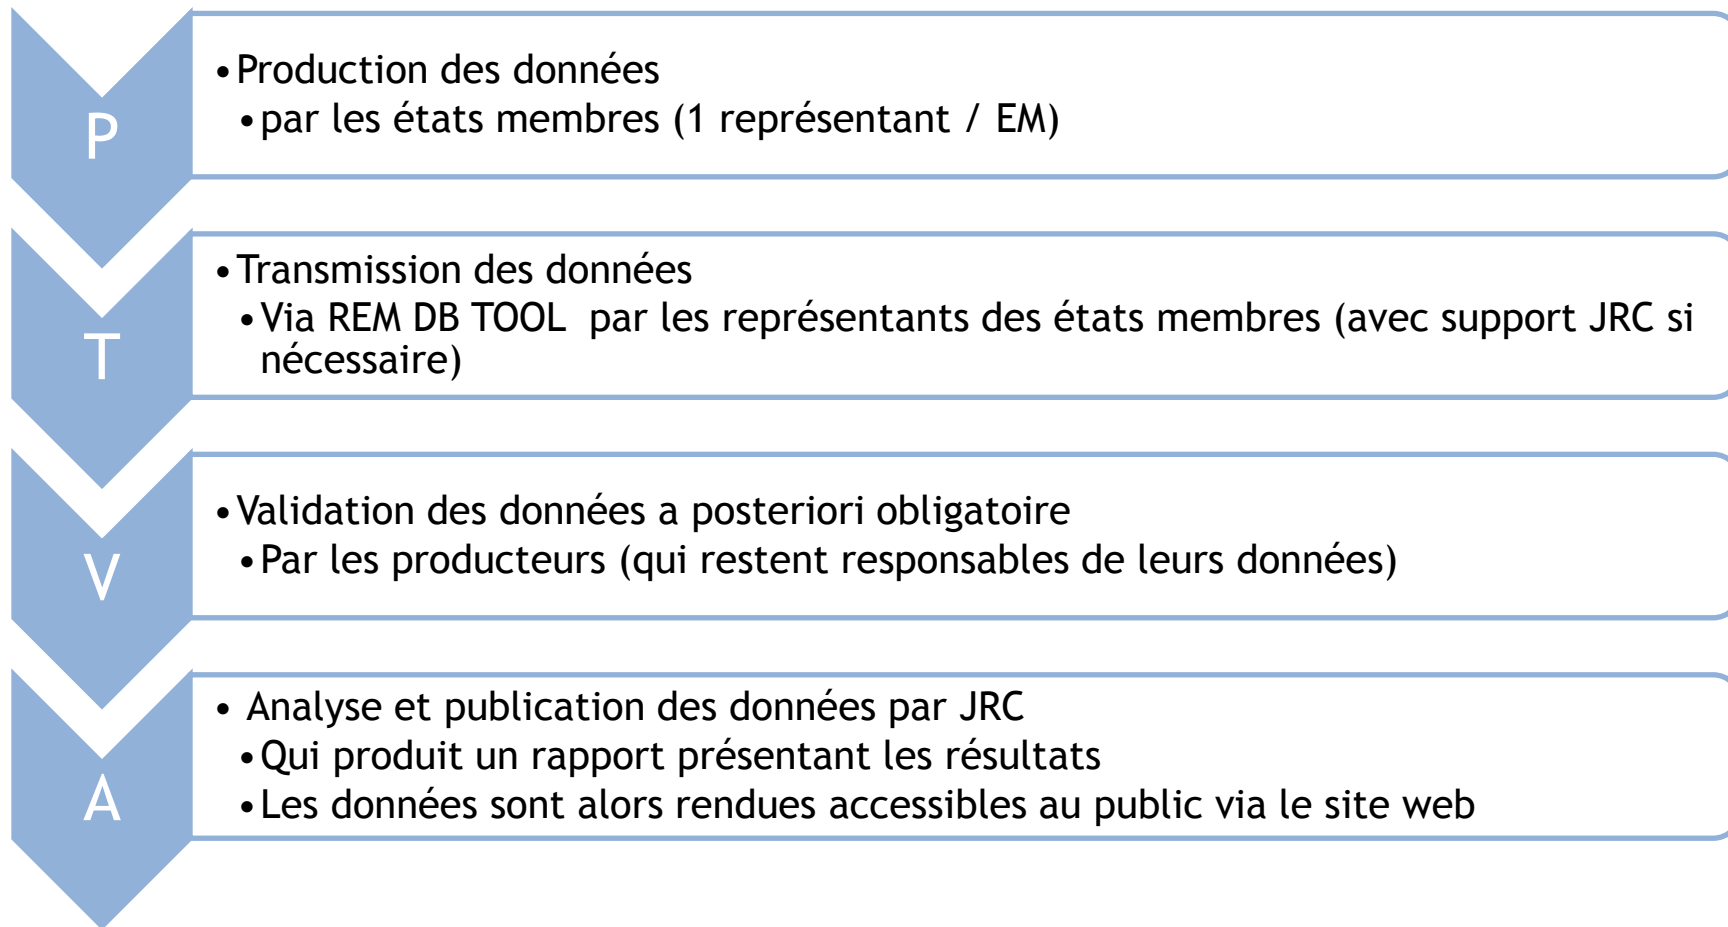 P
•Production des données
•par les états membres (1 représentant / EM)
T
•Transmission des données
•Via REM DB TOOL  par les représentants des états membres (avec support JRC si
nécessaire)
V
•Validation des données a posteriori obligatoire
•Par les producteurs (qui restent responsables de leurs données)
A
• Analyse et publication des données par JRC
•Qui produit un rapport présentant les résultats
•Les données sont alors rendues accessibles au public via le site web